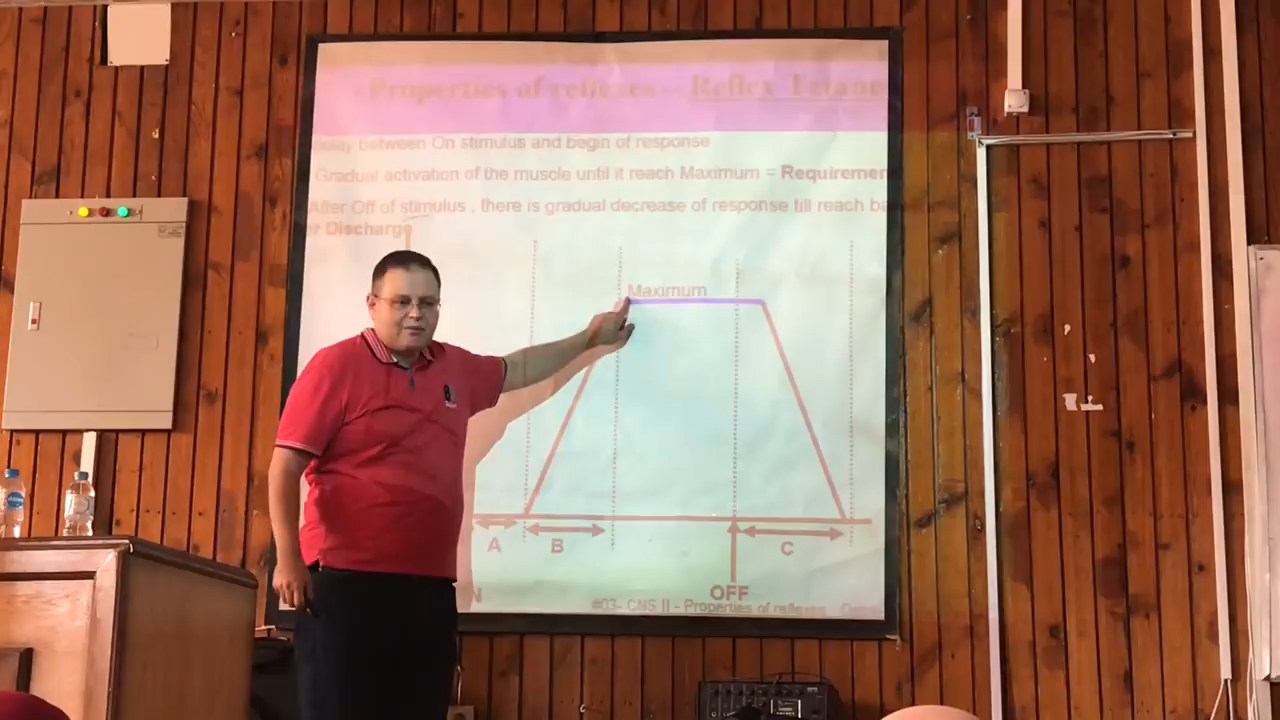 Properties of reflexes – Reflex Tetanu
between On stimulus and begin of response
Gradual activation of the muscle until it reach Maximum = Requiremen
After Off of stimulus , there is gradual decrease of response till reach ba
er Discharge
Maximum
A
B
C
N
OFF
#03- CNS II - Properties of reflexes